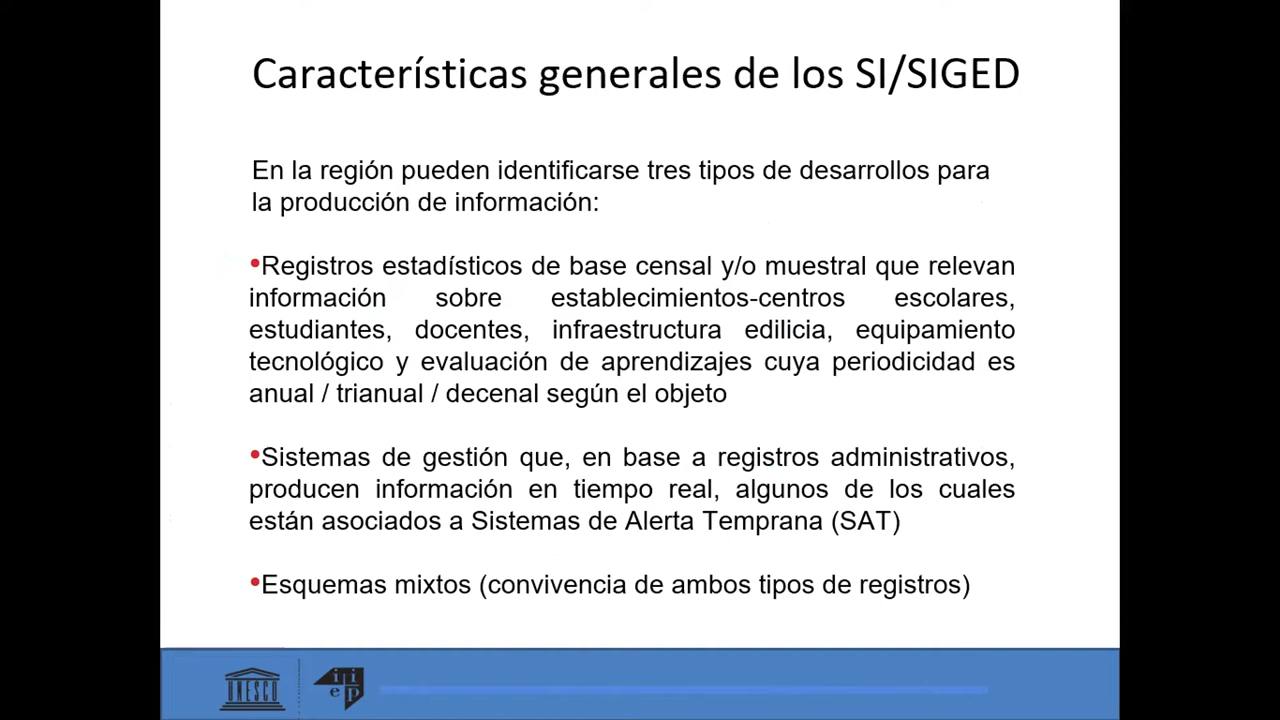 Características generales de los SI/SIGED
En la región pueden identificarse tres tipos de desarrollos para
la producción de información:
•Registros estadísticos de base censal y/o muestral que relevan
información sobre establecimientos-centros escolares,
estudiantes, docentes, infraestructura edilicia, equipamiento
tecnológico y evaluación de aprendizajes cuya periodicidad es
anual / trianual / decenal según el objeto
•Sistemas de gestión que, en base a registros administrativos,
producen información en tiempo real, algunos de los cuales
están asociados a Sistemas de Alerta Temprana (SAT)
•Esquemas mixtos (convivencia de ambos tipos de registros)
UNESCO
i i
e p